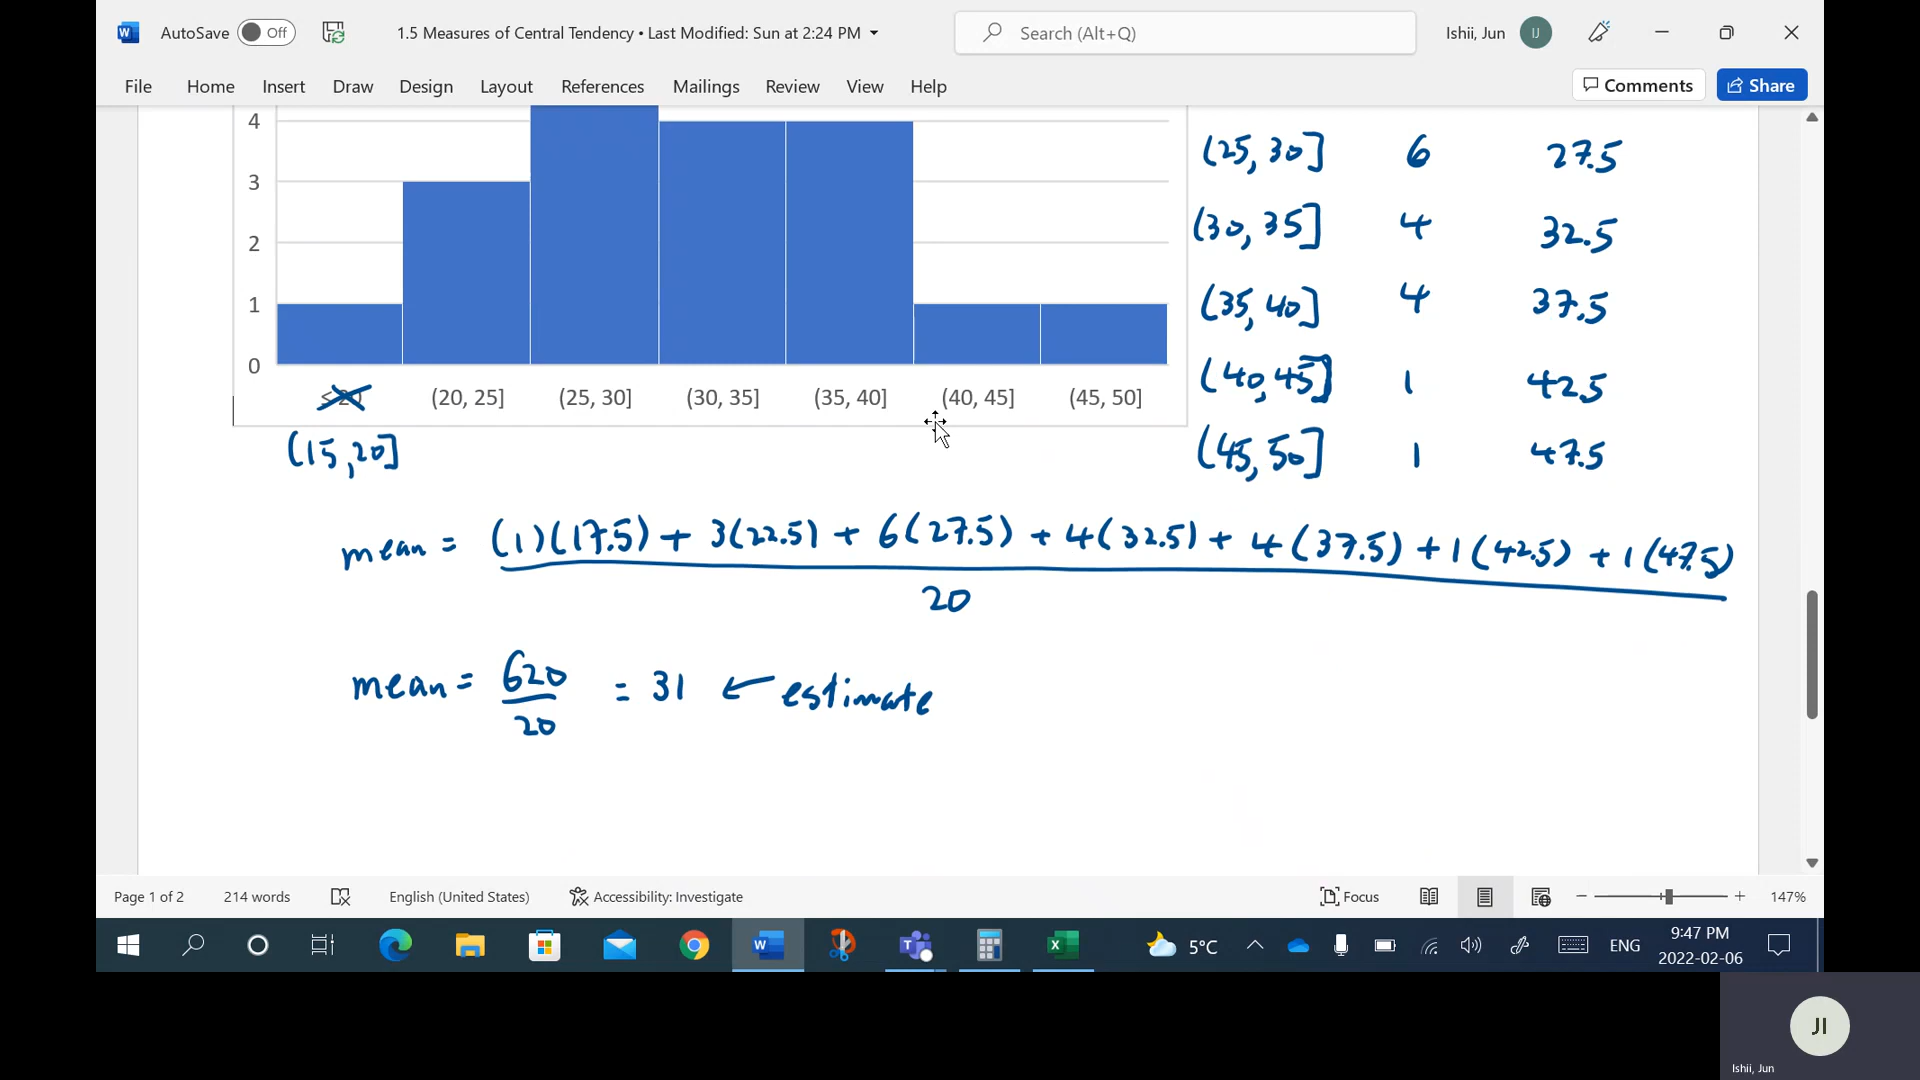 AutoSave Off 1.5 Measures of Central Tendency • Last Modified: Sun at 2:24 PM Search (Alt+Q) Ishii, Jun IJ
File Home Insert Draw Design Layout References Mailings Review View Help Comments Share
4
3
2
1
0
≤ 20 (20, 25] (25, 30] (30, 35] (35, 40] (40, 45] (45, 50]
(15,20]
(25, 30] 6 27.5
(30, 35] 4 32.5
(35, 40] 4 37.5
(40,45] 1 42.5
(45, 50] 1 47.5
mean = (1)(17.5) + 3(22.5) + 6(27.5) + 4(32.5) + 4(37.5) + 1(42.5) + 1(47.5)
20
mean = 620 = 31 ← estimate
20
Page 1 of 2 214 words English (United States) Accessibility: Investigate Focus 147%
5°C ENG 9:47 PM
2022-02-06
JI
Ishii, Jun